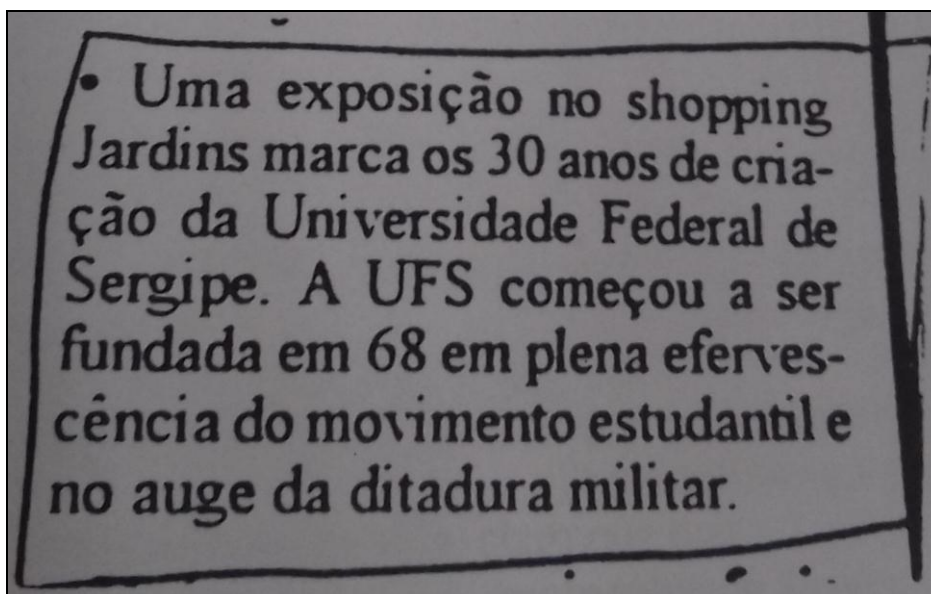 • Uma exposição no shopping
Jardins marca os 30 anos de cria-
ção da Universidade Federal de
Sergipe. A UFS começou a ser
fundada em 68 em plena eferves-
cência do movimento estudantil e
no auge da ditadura militar.